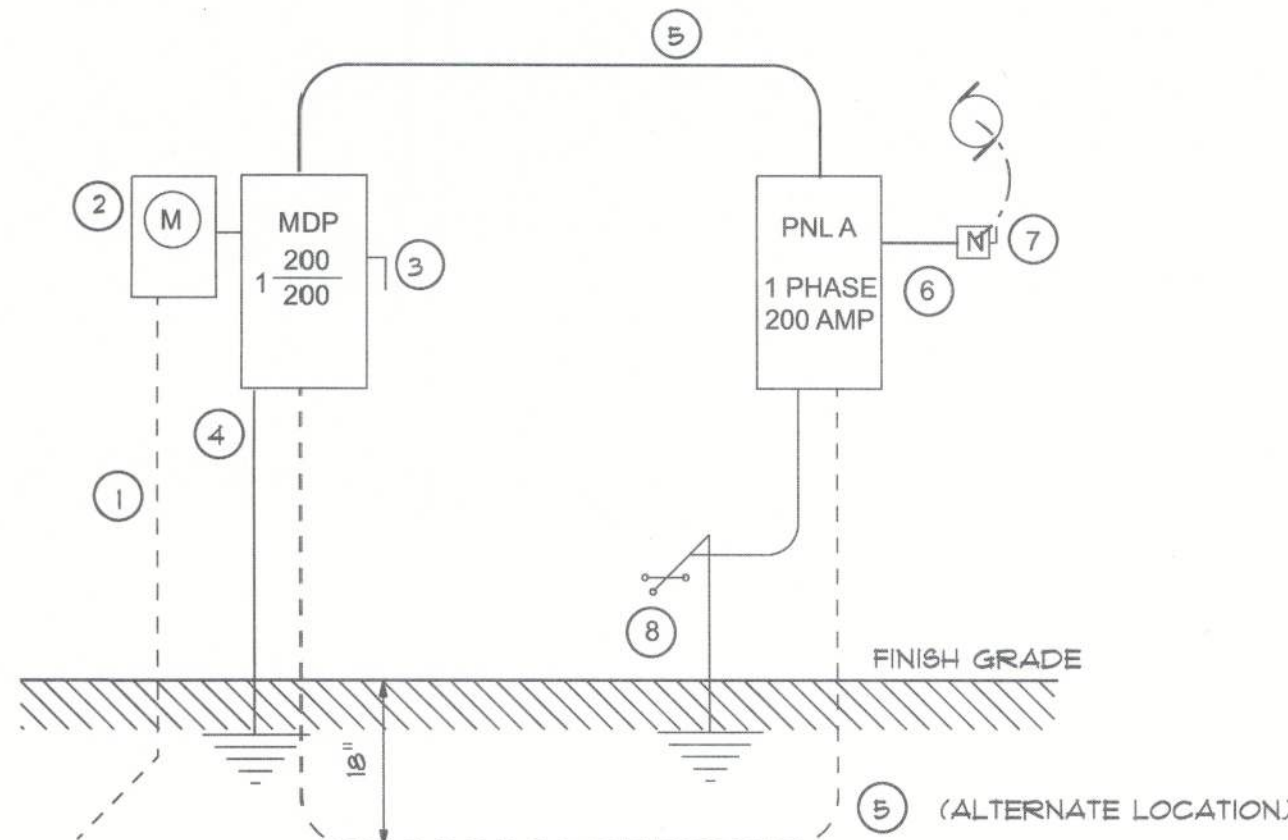 5
2
M
MDP
1 200
200
3
PNL A
1 PHASE
200 AMP
N
7
6
4
1
8
FINISH GRADE
18"
5 (ALTERNATE LOCATION)